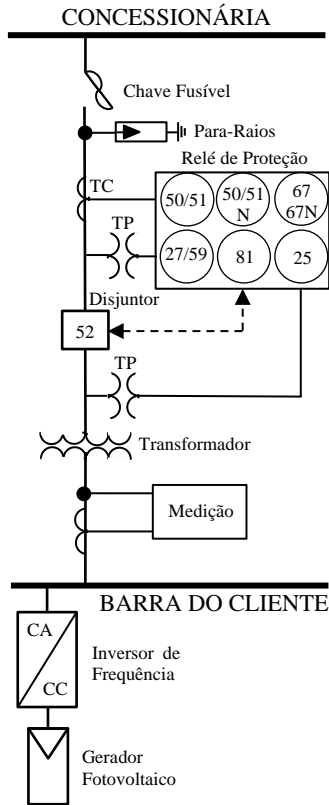 CONCESSIONÁRIA
Chave Fusível
Para-Raios
Relé de Proteção
TC
50/51
50/51
N
67
67N
TP
27/59
81
25
Disjuntor
52
TP
Transformador
Medição
BARRA DO CLIENTE
CA
CC
Inversor de
Frequência
Gerador
Fotovoltaico